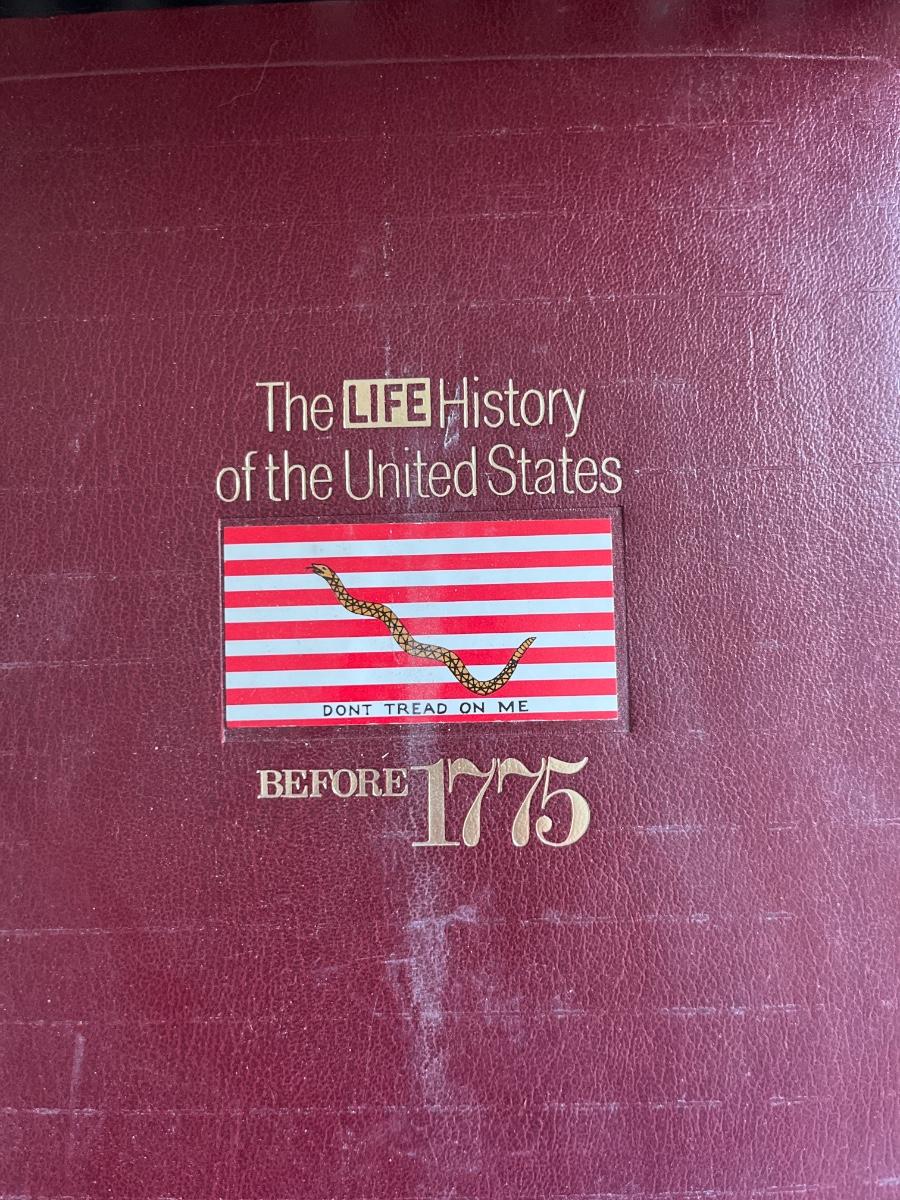 The LIFE History
of the United States
DONT TREAD ON ME
BEFORE 1775